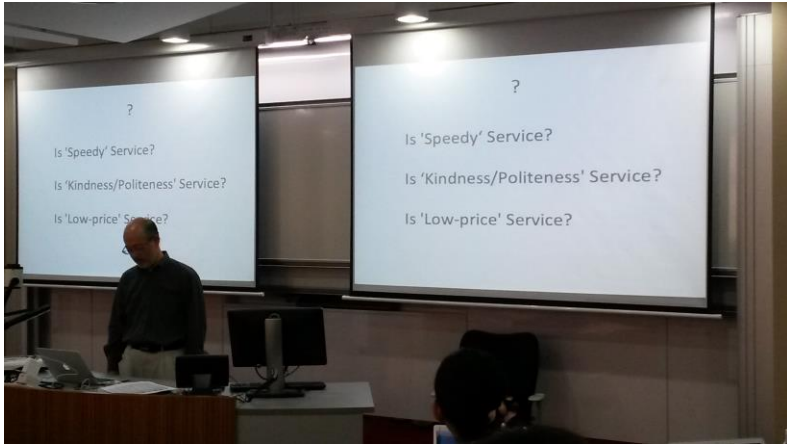 ?
Is 'Speedy‘ Service?
Is ‘Kindness/Politeness' Service?
Is 'Low-price' Service?
?
Is 'Speedy‘ Service?
Is ‘Kindness/Politeness' Service?
Is 'Low-price' Service?